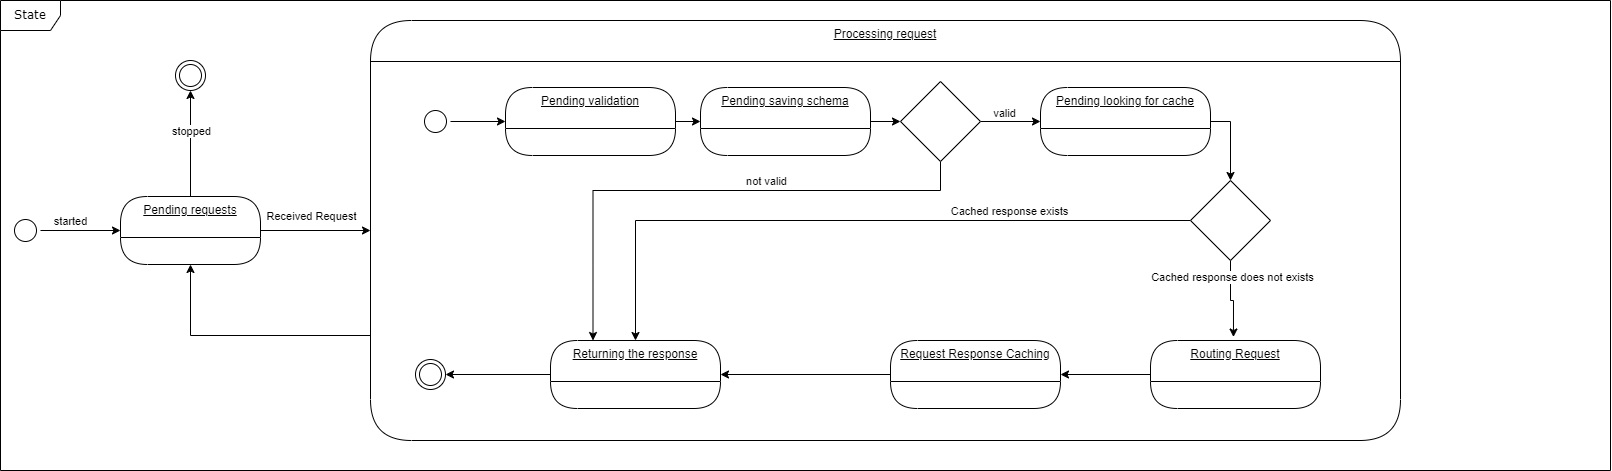 State
Processing request
Pending validation
Pending saving schema
valid
Pending looking for cache
stopped
not valid
Pending requests
started
Received Request
Cached response exists
Cached response does not exists
Returning the response
Request Response Caching
Routing Request